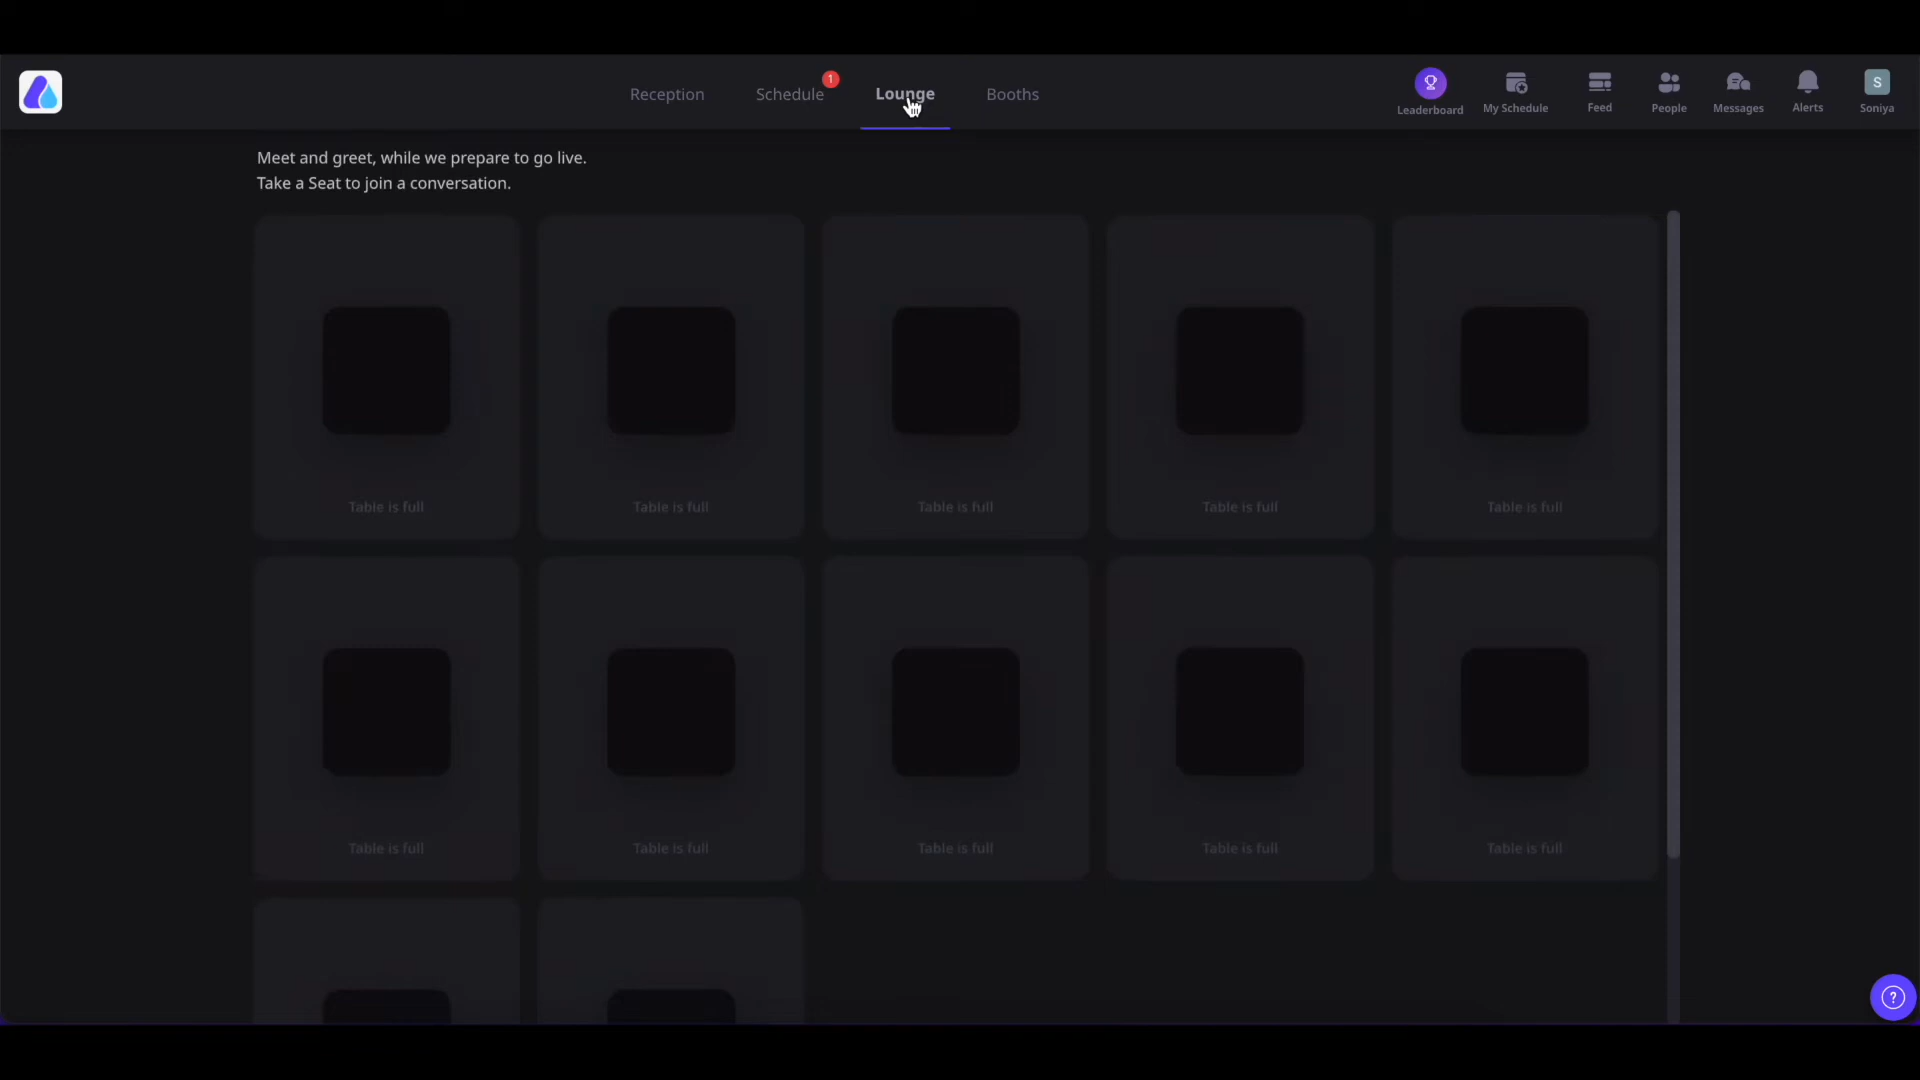 Reception
Schedule
1
Lounge
Booths
Leaderboard
My Schedule
Feed
People
Messages
Alerts
S
Soniya
Meet and greet, while we prepare to go live.
Take a Seat to join a conversation.
Table is full
Table is full
Table is full
Table is full
Table is full
Table is full
Table is full
Table is full
Table is full
Table is full
?